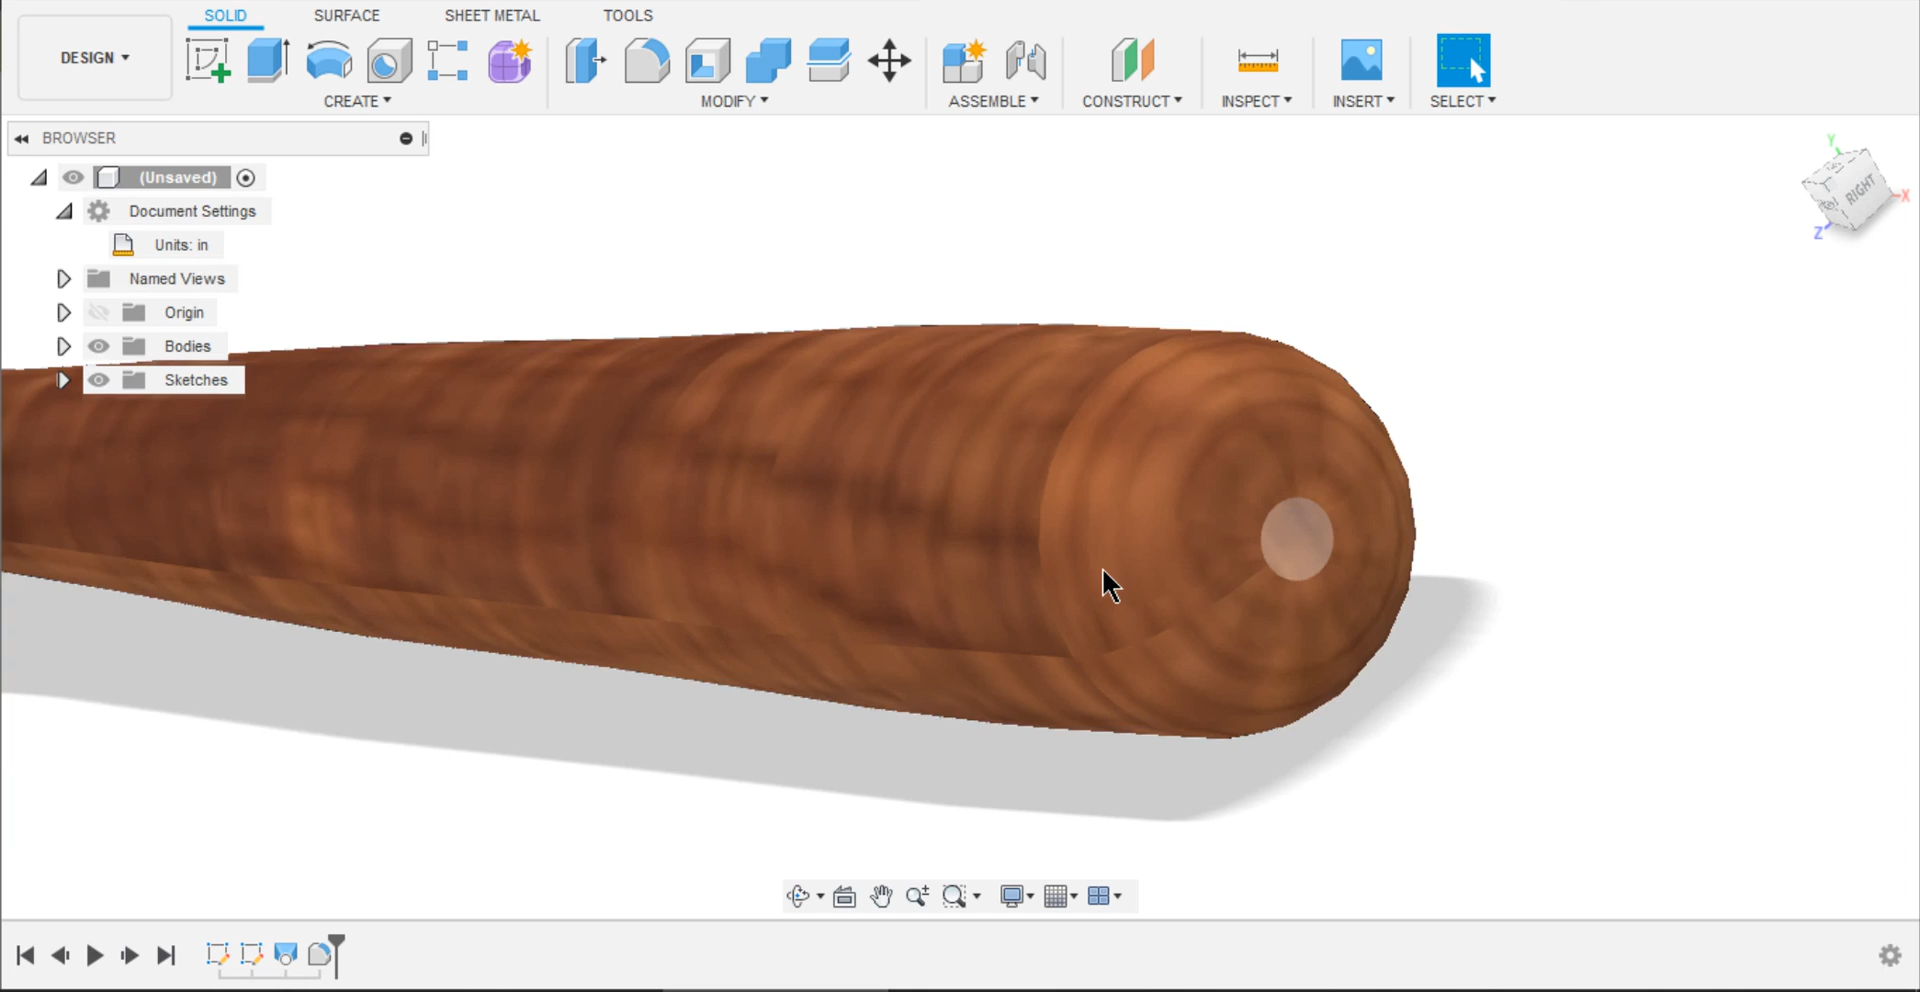 SOLID SURFACE SHEET METAL TOOLS
DESIGN
CREATE MODIFY ASSEMBLE CONSTRUCT INSPECT INSERT SELECT
BROWSER
(Unsaved)
Document Settings
Units: in
Named Views
Origin
Bodies
Sketches
Y
RIGHT
X
Z